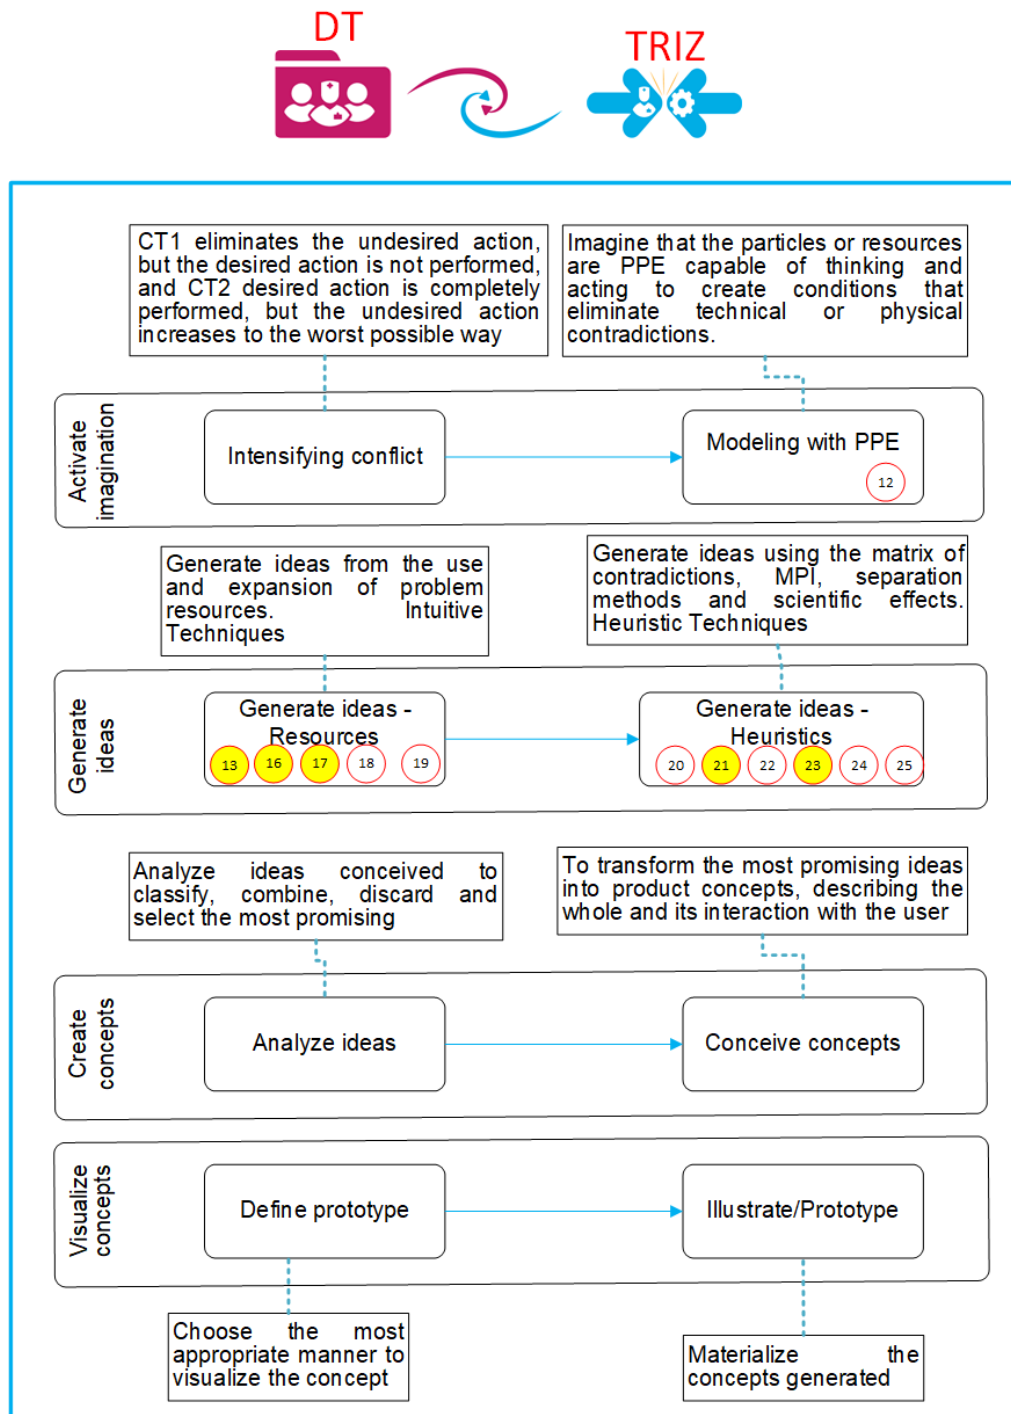 DT
TRIZ
CT1 eliminates the undesired action,
but the desired action is not performed,
and CT2 desired action is completely
performed, but the undesired action
increases to the worst possible way
Imagine that the particles or resources
are PPE capable of thinking and
acting to create conditions that
eliminate technical or physical
contradictions.
Activate
imagination
Intensifying conflict
Modeling with PPE
12
Generate ideas from the use
and expansion of problem
resources. Intuitive
Techniques
Generate ideas using the matrix of
contradictions, MPI, separation
methods and scientific effects.
Heuristic Techniques
Generate
ideas
Generate ideas -
Resources
13 16 17 18 19
Generate ideas -
Heuristics
20 21 22 23 24 25
Analyze ideas conceived to
classify, combine, discard and
select the most promising
To transform the most promising ideas
into product concepts, describing the
whole and its interaction with the user
Create
concepts
Analyze ideas
Conceive concepts
Visualize
concepts
Define prototype
Illustrate/Prototype
Choose the most
appropriate manner to
visualize the concept
Materialize the
concepts generated